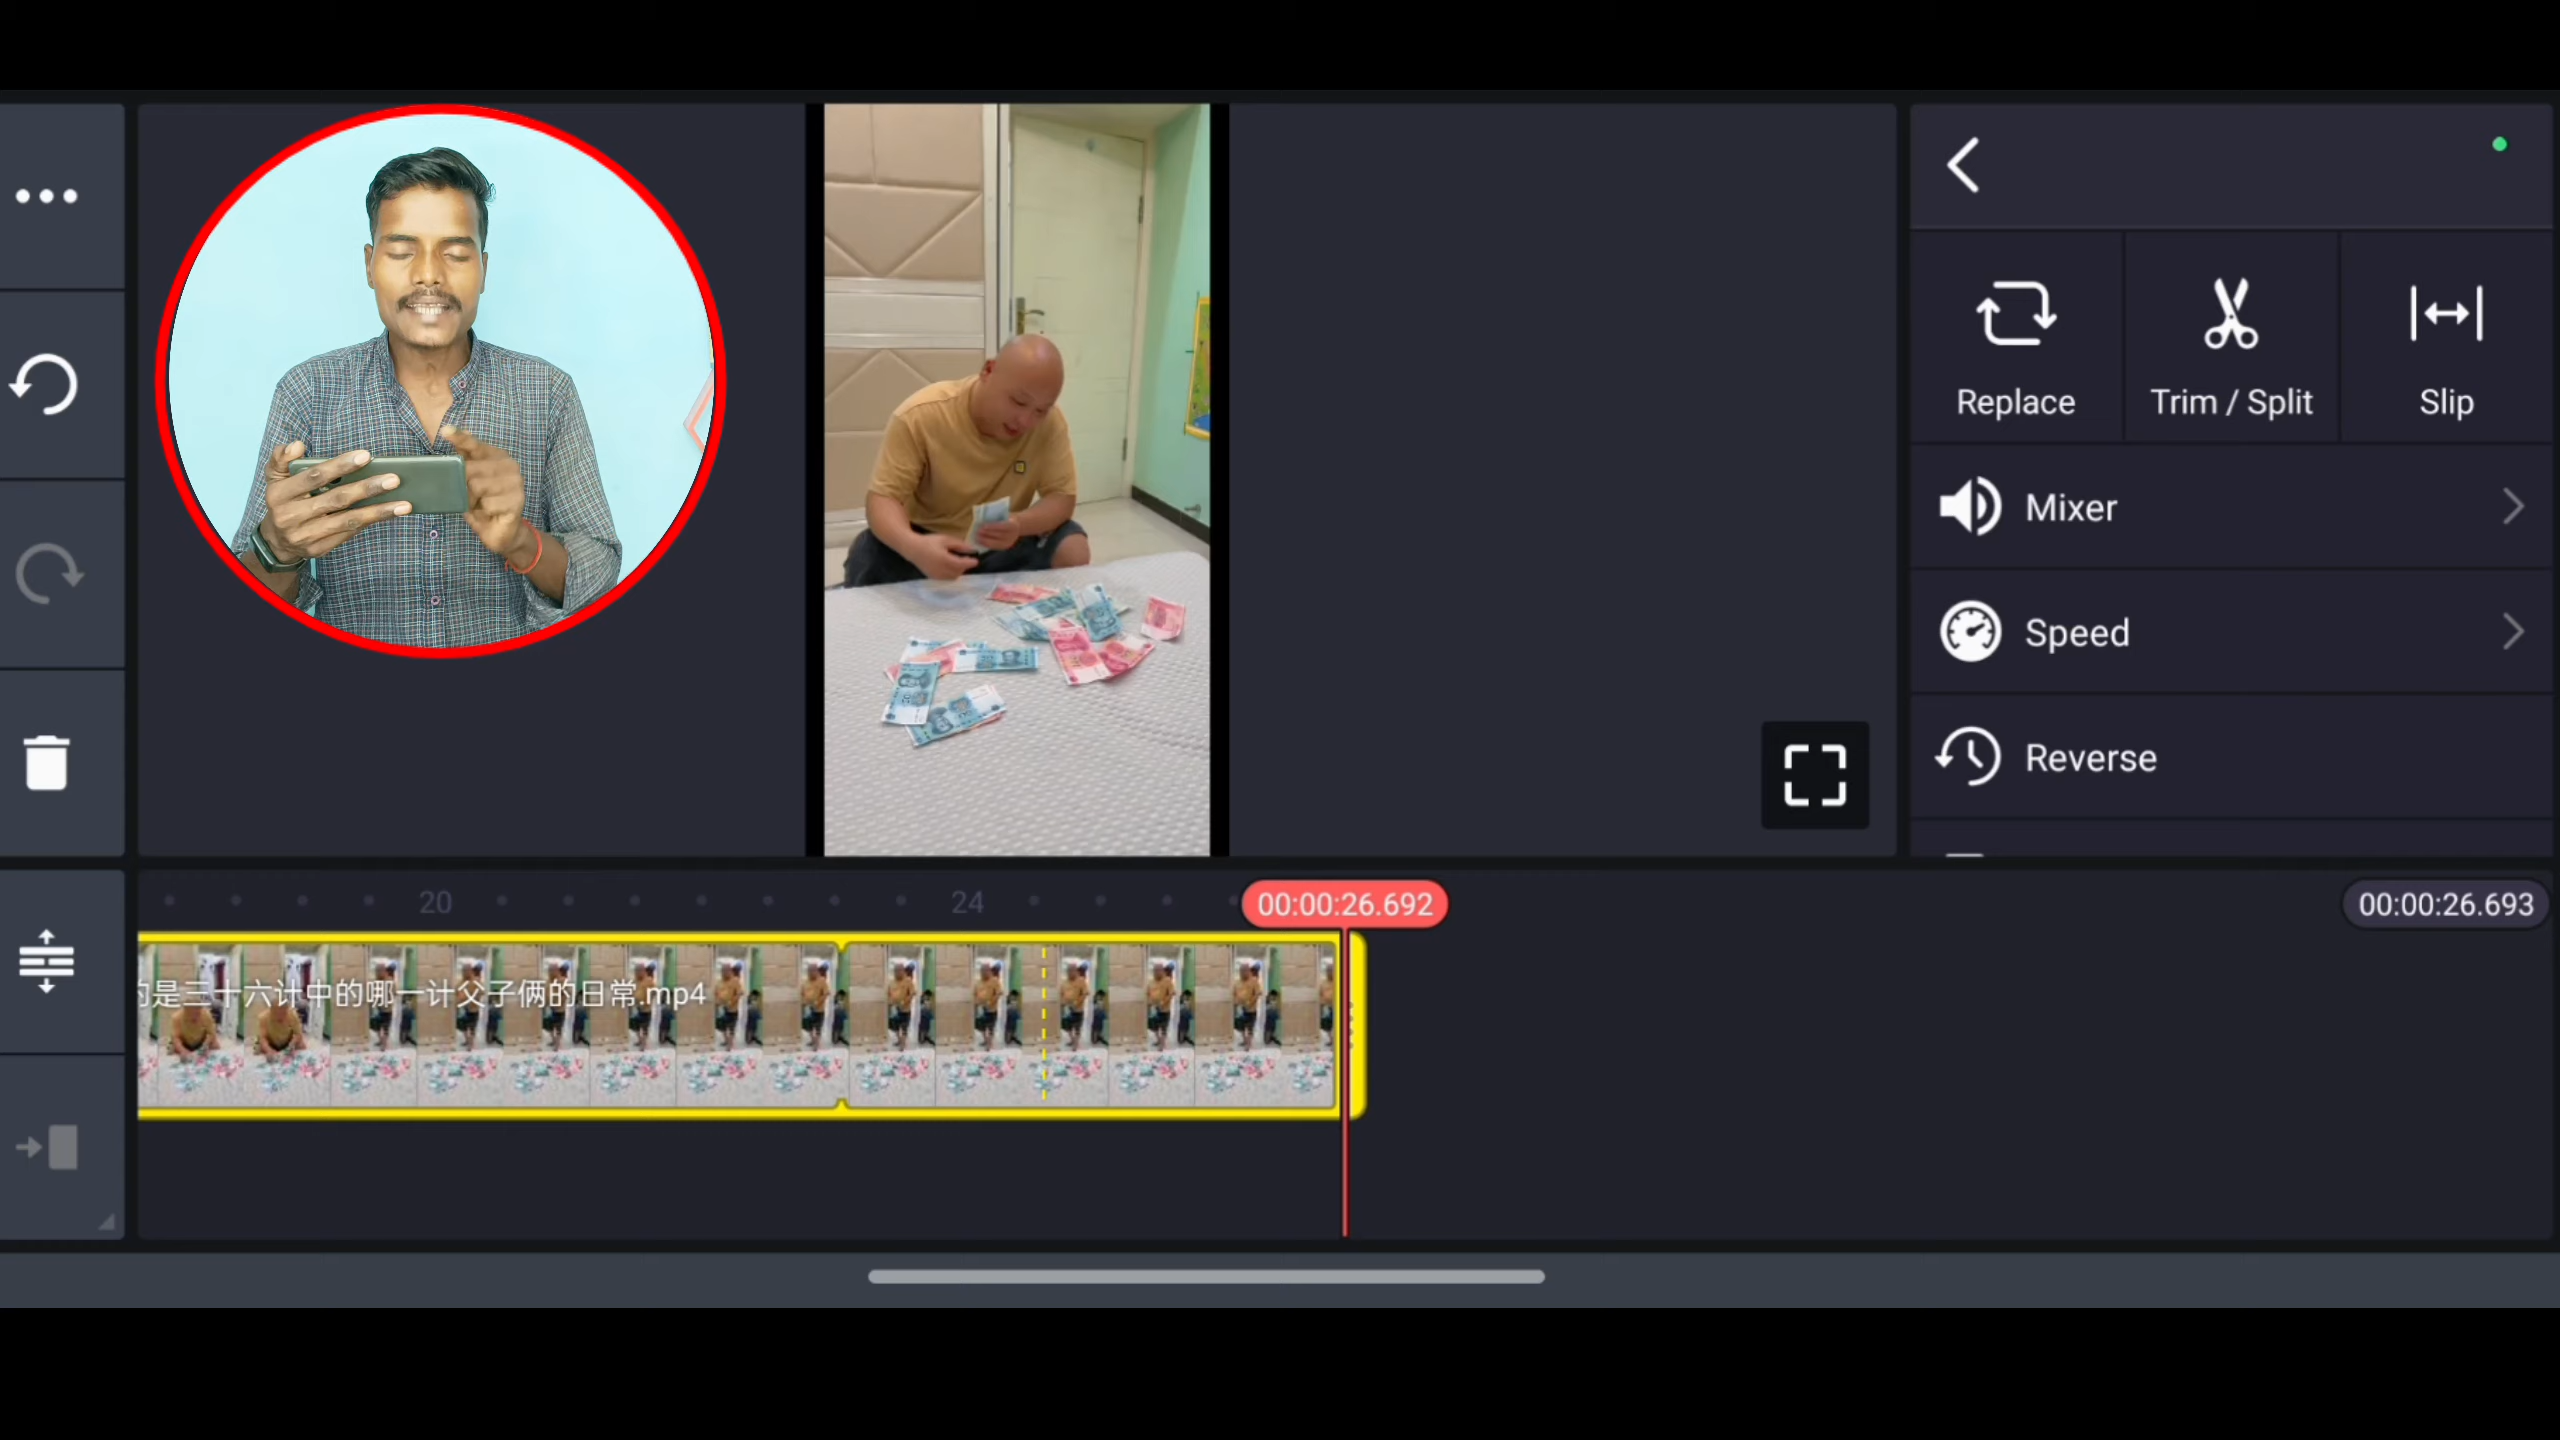 Replace
Trim / Split
Slip
Mixer
Speed
Reverse
20
24
00:00:26.692
00:00:26.693
是三十六计中的哪一计父子俩的日常.mp4